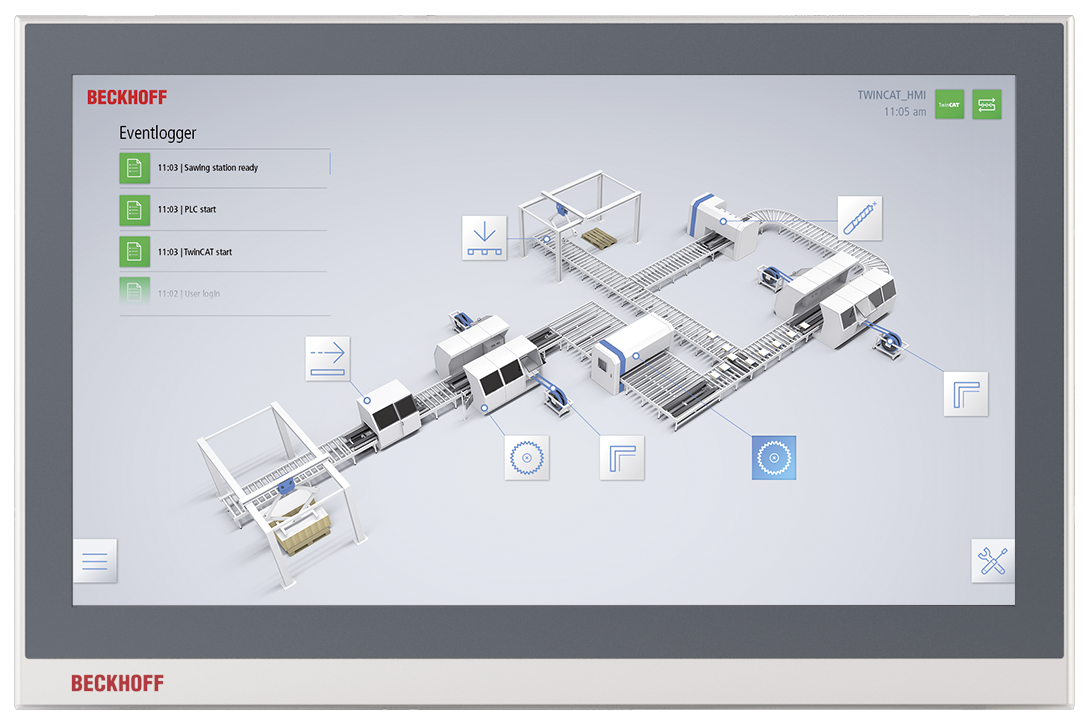 BECKHOFF
TWINCAT_HMI
11:05 am
TwinCAT
Eventlogger
11:03 | Sawing station ready
11:03 | PLC start
11:03 | TwinCAT start
11:02 | User login
BECKHOFF